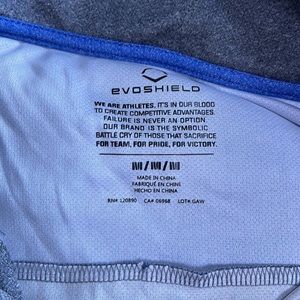 evoshield
WE ARE ATHLETES, IT'S IN OUR BLOOD
TO CREATE COMPETITIVE ADVANTAGES.
FAILURE IS NEVER AN OPTION.
OUR BRAND IS THE SYMBOLIC
BATTLE CRY OF THOSE THAT SACRIFICE
FOR TEAM, FOR PRIDE, FOR VICTORY.
M/M/M
MADE IN CHINA
FABRIQUÉ EN CHINE
HECHO EN CHINA
RN# 120890 CA# 06968 LOT# GAW